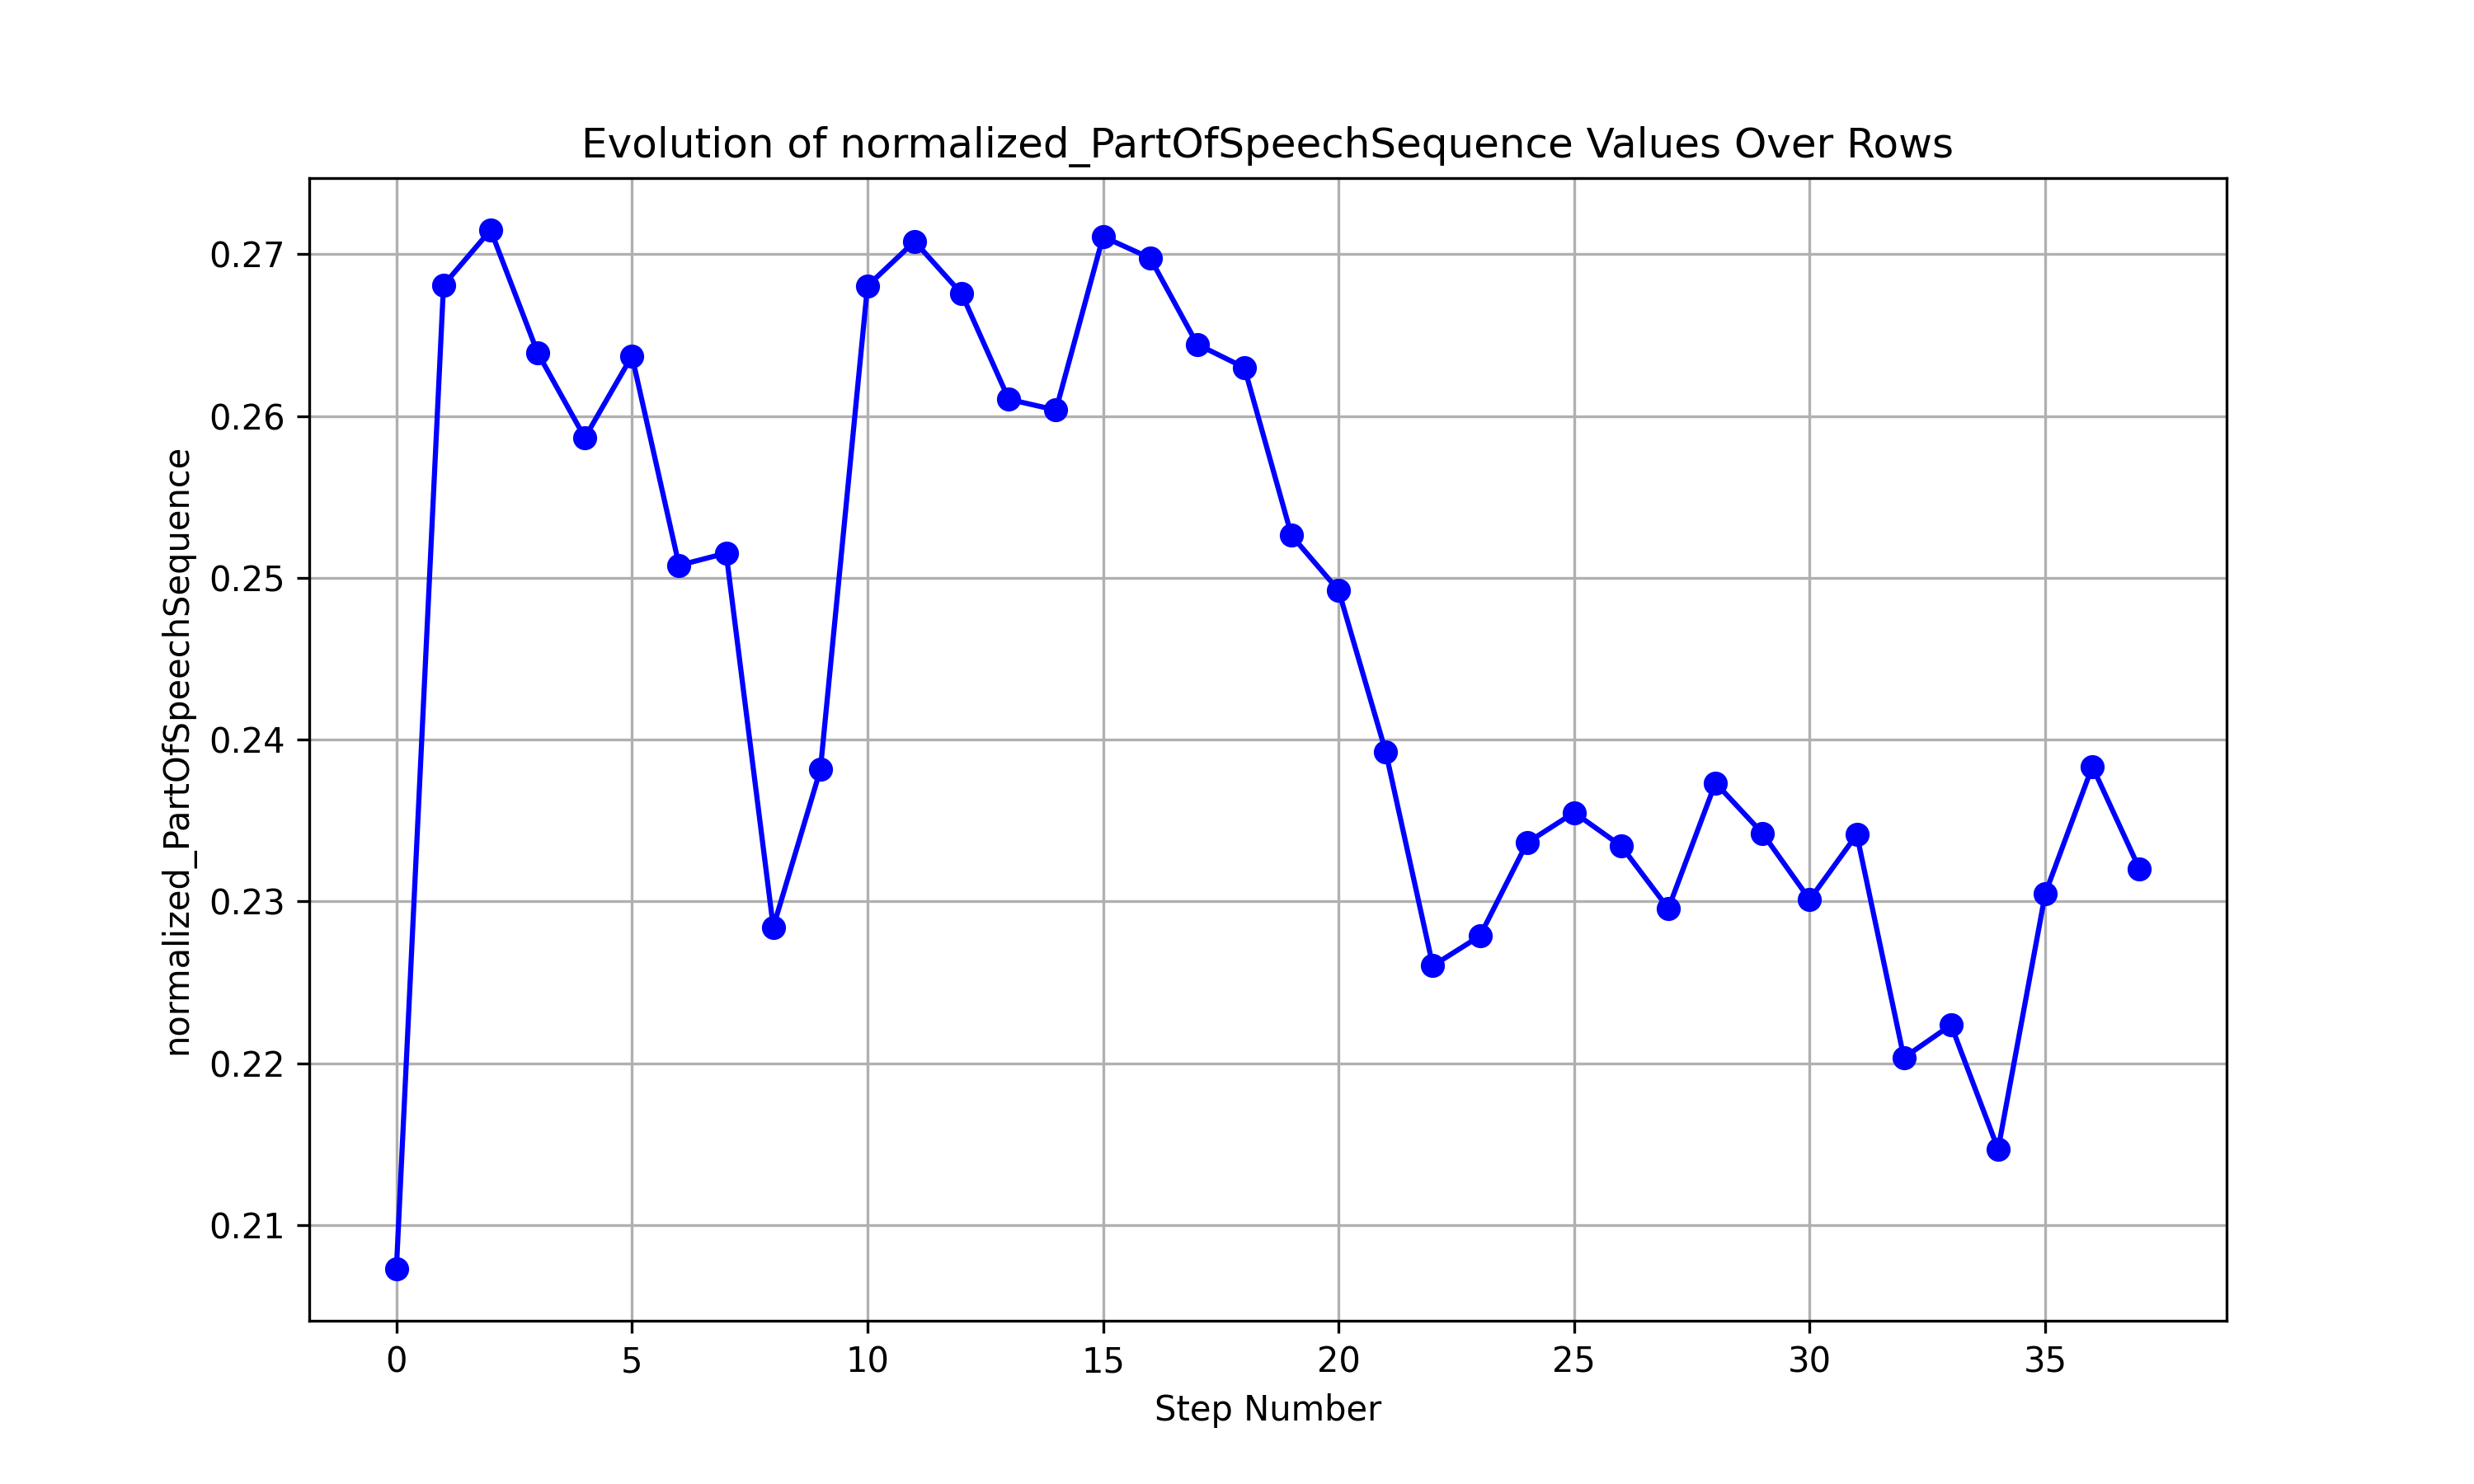 Evolution of normalized_PartOfSpeechSequence Values Over Rows
normalized_PartOfSpeechSequence
0.27
0.26
0.25
0.24
0.23
0.22
0.21
0 5 10 15 20 25 30 35
Step Number